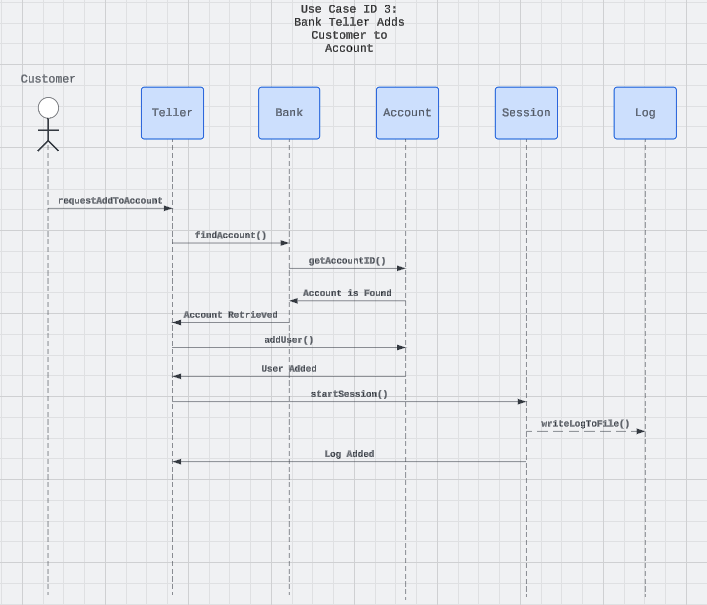 Use Case ID 3:
Bank Teller Adds
Customer to
Account
Customer
Teller
Bank
Account
Session
Log
requestAddToAccount
findAccount()
getAccountID()
Account is Found
Account Retrieved
addUser()
User Added
startSession()
writeLogToFile()
Log Added